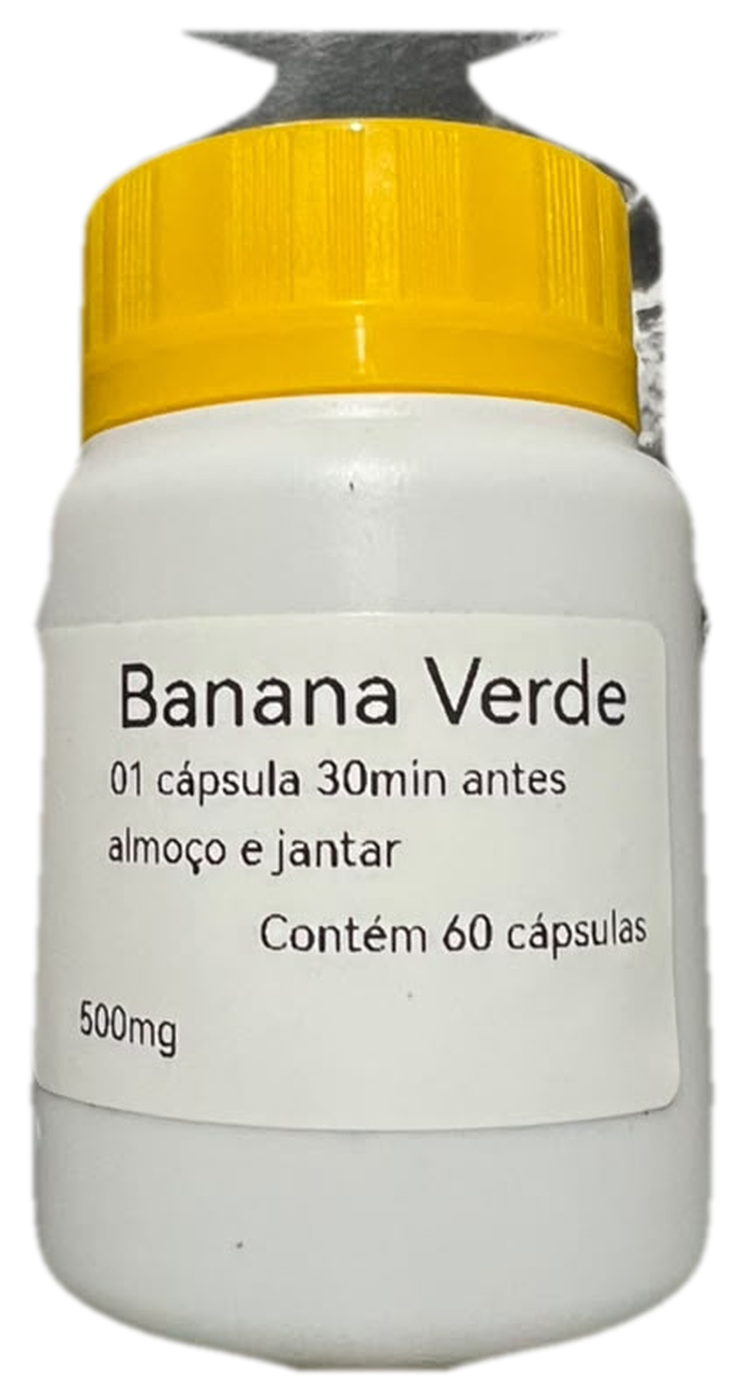 Banana Verde
01 cápsula 30min antes
almoço e jantar
Contém 60 cápsulas
500mg